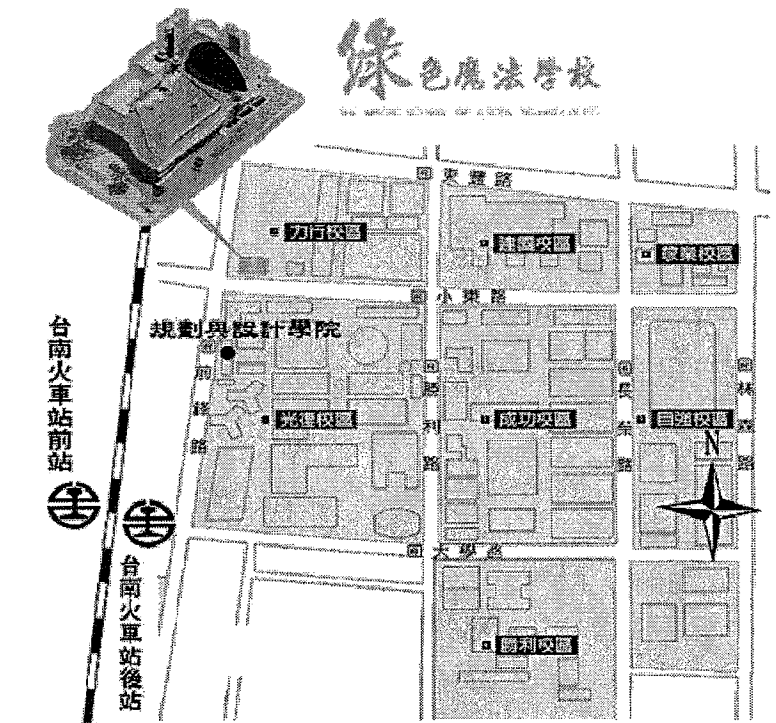 綠色魔法學校
東豐路
力行校區
建國校區
敬業校區
小東路
規劃與設計學院
台南火車站前站
前鋒路
勝利路
長榮路
林森路
光復校區
成功校區
自強校區
N
大學路
台南火車站後站
勝利校區